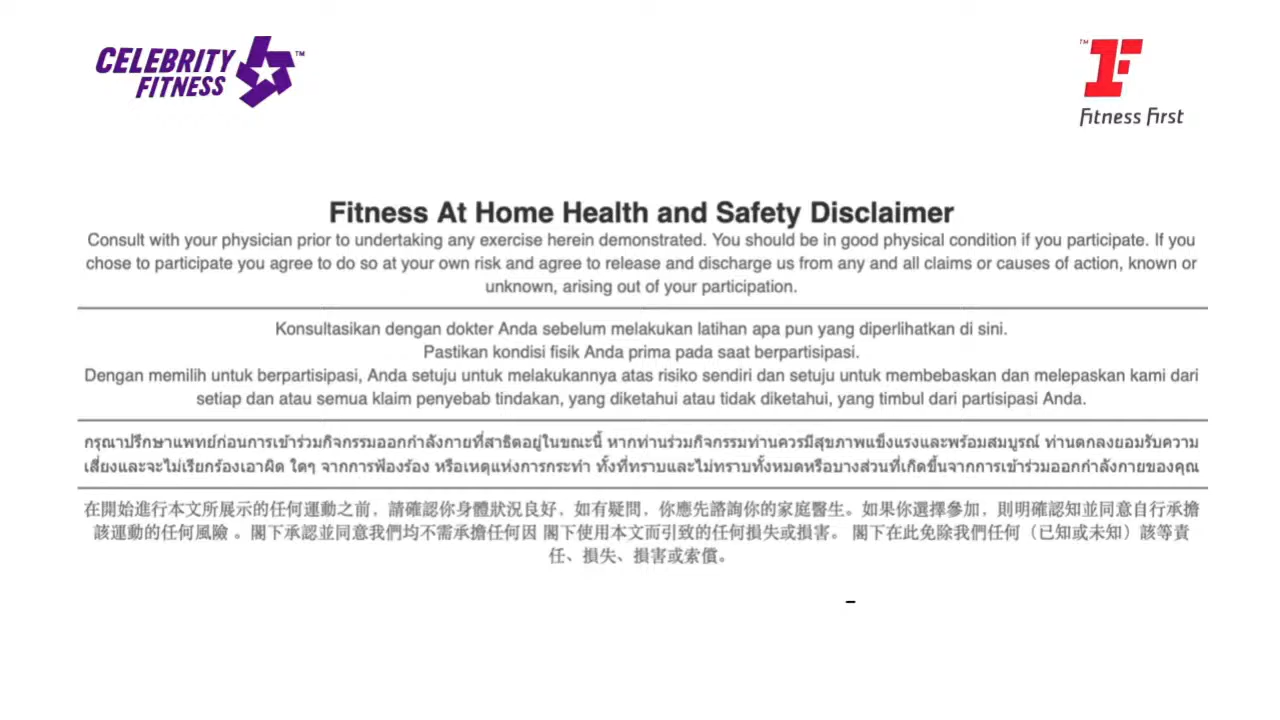 CELEBRITY
FITNESS
™
™
Fitness First
Fitness At Home Health and Safety Disclaimer
Consult with your physician prior to undertaking any exercise herein demonstrated. You should be in good physical condition if you participate. If you
chose to participate you agree to do so at your own risk and agree to release and discharge us from any and all claims or causes of action, known or
unknown, arising out of your participation.
Konsultasikan dengan dokter Anda sebelum melakukan latihan apa pun yang diperlihatkan di sini.
Pastikan kondisi fisik Anda prima pada saat berpartisipasi.
Dengan memilih untuk berpartisipasi, Anda setuju untuk melakukannya atas risiko sendiri dan setuju untuk membebaskan dan melepaskan kami dari
setiap dan atau semua klaim penyebab tindakan, yang diketahui atau tidak diketahui, yang timbul dari partisipasi Anda.
กรุณาปรึกษาแพทย์ก่อนการเข้าร่วมกิจกรรมออกกำลังกายที่สาธิตอยู่ในขณะนี้ หากท่านร่วมกิจกรรมท่านควรมีสุขภาพแข็งแรงและพร้อมสมบูรณ์ ท่านตกลงยอมรับความ
เสี่ยงและจะไม่เรียกร้องเอาผิด ใดๆ จากการฟ้องร้อง หรือเหตุแห่งการกระทำ ทั้งที่ทราบและไม่ทราบทั้งหมดหรือบางส่วนที่เกิดขึ้นจากการเข้าร่วมออกกำลังกายของคุณ
在開始進行本文所展示的任何運動之前，請確認你身體狀況良好，如有疑問，你應先諮詢你的家庭醫生。如果你選擇參加，則明確認知並同意自行承擔
該運動的任何風險 。閣下承認並同意我們均不需承擔任何因 閣下使用本文而引致的任何損失或損害。 閣下在此免除我們任何（已知或未知）該等責
任、損失、損害或索償。
–